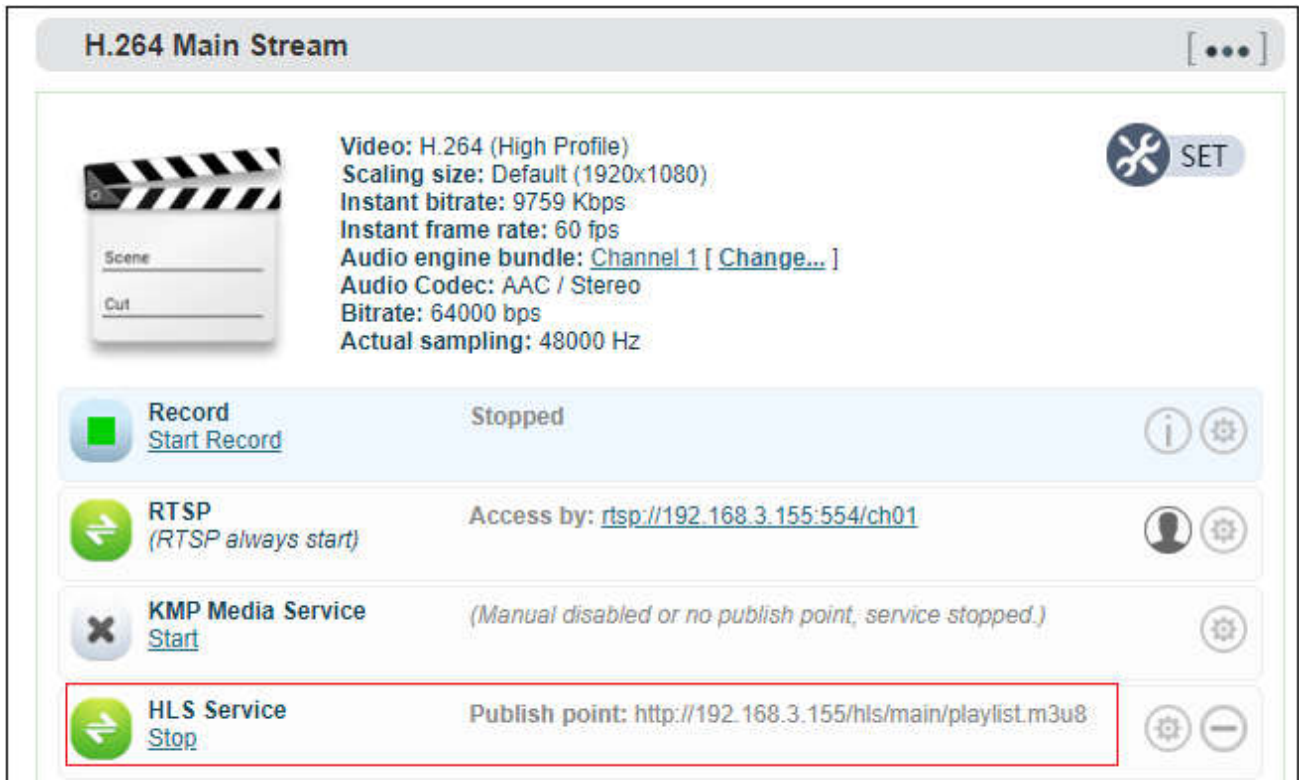 H.264 Main Stream
[•••]
Video: H.264 (High Profile)
Scaling size: Default (1920x1080)
Instant bitrate: 9759 Kbps
Instant frame rate: 60 fps
Audio engine bundle: Channel 1 [ Change... ]
Audio Codec: AAC / Stereo
Bitrate: 64000 bps
Actual sampling: 48000 Hz
SET
Scene
Cut
Record
Start Record
Stopped
RTSP
(RTSP always start)
Access by: rtsp://192.168.3.155:554/ch01
KMP Media Service
Start
(Manual disabled or no publish point, service stopped.)
HLS Service
Stop
Publish point: http://192.168.3.155/hls/main/playlist.m3u8